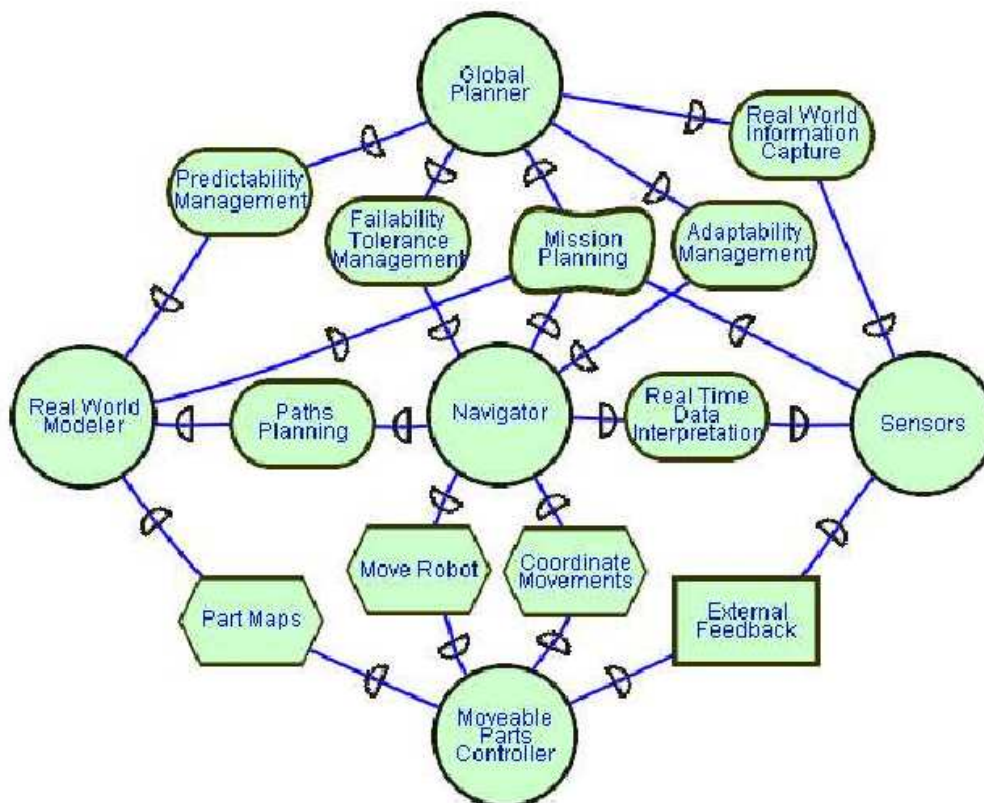 Global
Planner
Real World
Information
Capture
Predictability
Management
Failability
Tolerance
Management
Mission
Planning
Adaptability
Management
Real World
Modeler
Paths
Planning
Navigator
Real Time
Data
Interpretation
Sensors
Move Robot
Coordinate
Movements
Part Maps
External
Feedback
Moveable
Parts
Controller